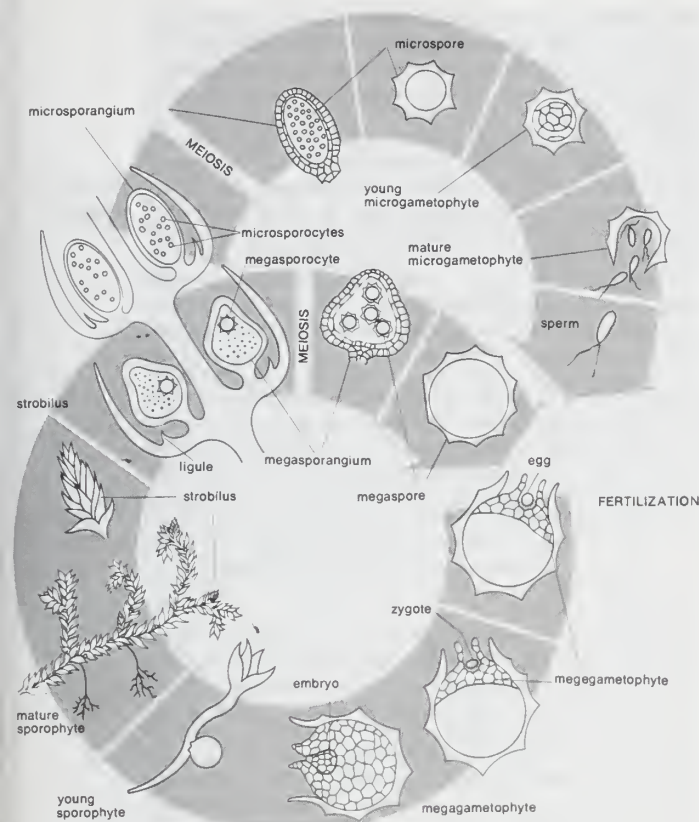 microspore
microsporangium
MEIOSIS
young
microgametophyte
microsporocytes
mature
microgametophyte
megasporocyte
MEIOSIS
sperm
strobilus
ligule
megasporangium
egg
strobilus
megaspore
FERTILIZATION
zygote
megegametophyte
embryo
mature
sporophyte
young
sporophyte
megagametophyte